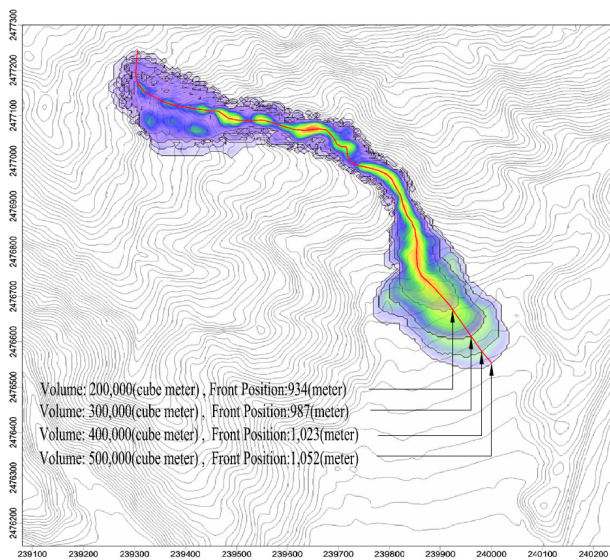 2477300
2477200
2477100
2477000
2476900
2476800
2476700
2476600
2476500
2476400
2476300
2476200
Volume: 200,000(cube meter) , Front Position:934(meter)
Volume: 300,000(cube meter) , Front Position:987(meter)
Volume: 400,000(cube meter) , Front Position:1,023(meter)
Volume: 500,000(cube meter) , Front Position:1,052(meter)
239100 239200 239300 239400 239500 239600 239700 239800 239900 240000 240100 240200